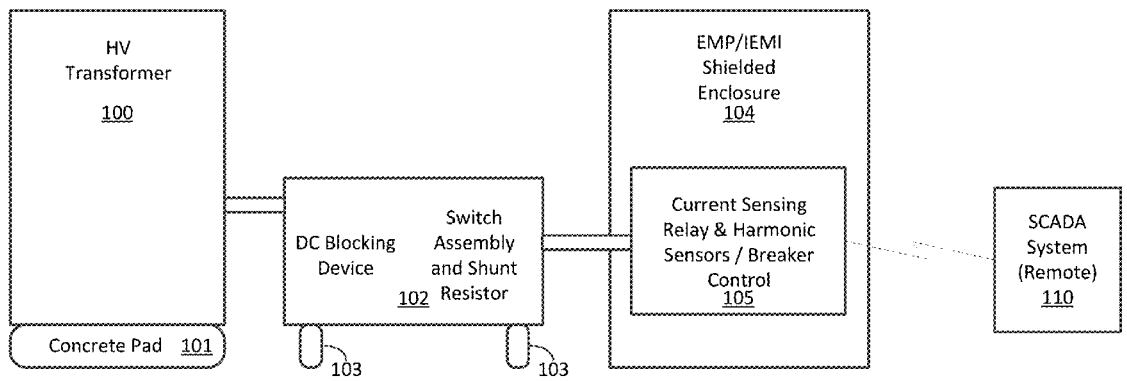 HV
Transformer
100
Concrete Pad 101
DC Blocking
Device
Switch
Assembly
and Shunt
Resistor
102
103
103
EMP/IEMI
Shielded
Enclosure
104
Current Sensing
Relay & Harmonic
Sensors / Breaker
Control
105
SCADA
System
(Remote)
110